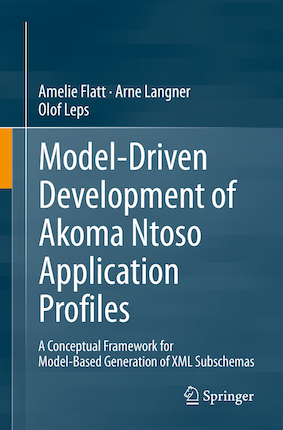 Amelie Flatt · Arne Langner
Olof Leps
Model-Driven
Development of
Akoma Ntoso
Application
Profiles
A Conceptual Framework for
Model-Based Generation of XML Subschemas
Springer